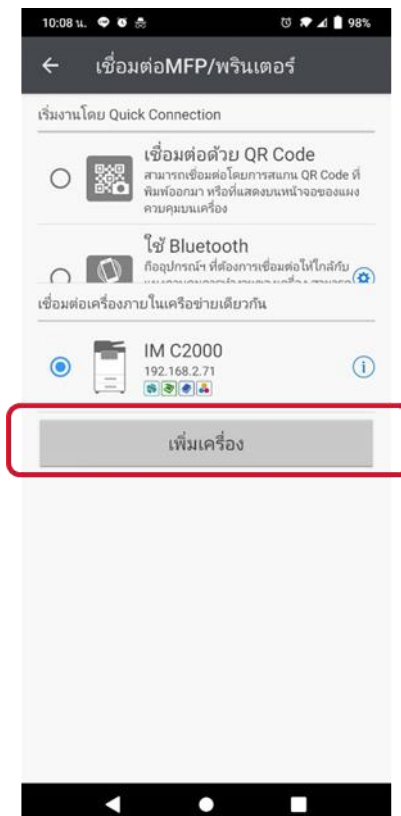 10:08 น. 98%
เชื่อมต่อMFP/พรินเตอร์
เริ่มงานโดย Quick Connection
เชื่อมต่อด้วย QR Code
สามารถเชื่อมต่อโดยการสแกน QR Code ที่
พิมพ์ออกมา หรือที่แสดงบนหน้าจอของแผง
ควบคุมบนเครื่อง
ใช้ Bluetooth
ถืออุปกรณ์ฯ ที่ต้องการเชื่อมต่อให้ใกล้กับ
เชื่อมต่อเครื่องภายในเครือข่ายเดียวกัน
IM C2000
192.168.2.71
เพิ่มเครื่อง